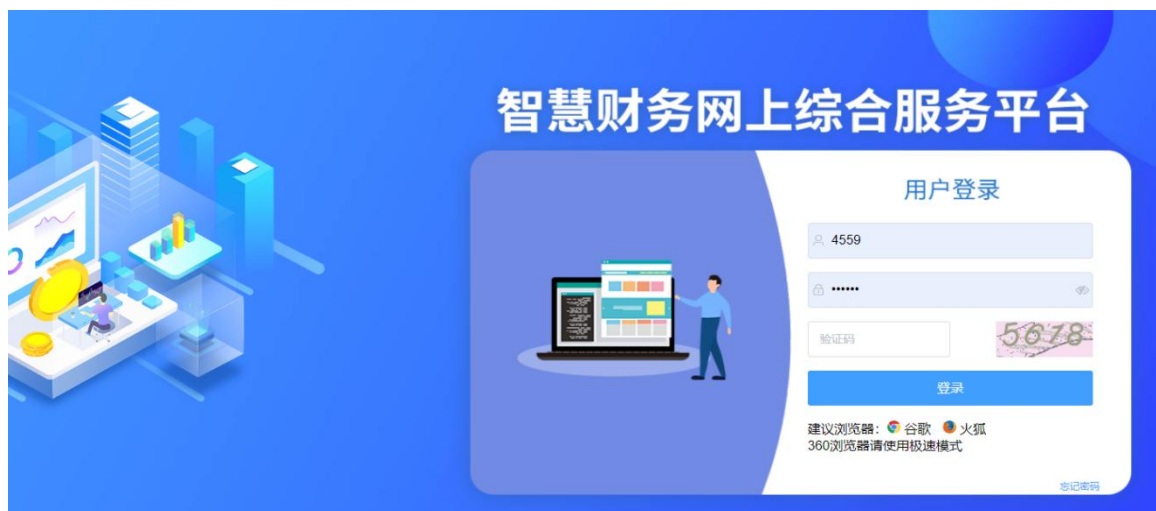 智慧财务网上综合服务平台
用户登录
4559
••••••
验证码
5678
登录
建议浏览器： 谷歌 火狐
360浏览器请使用极速模式
忘记密码